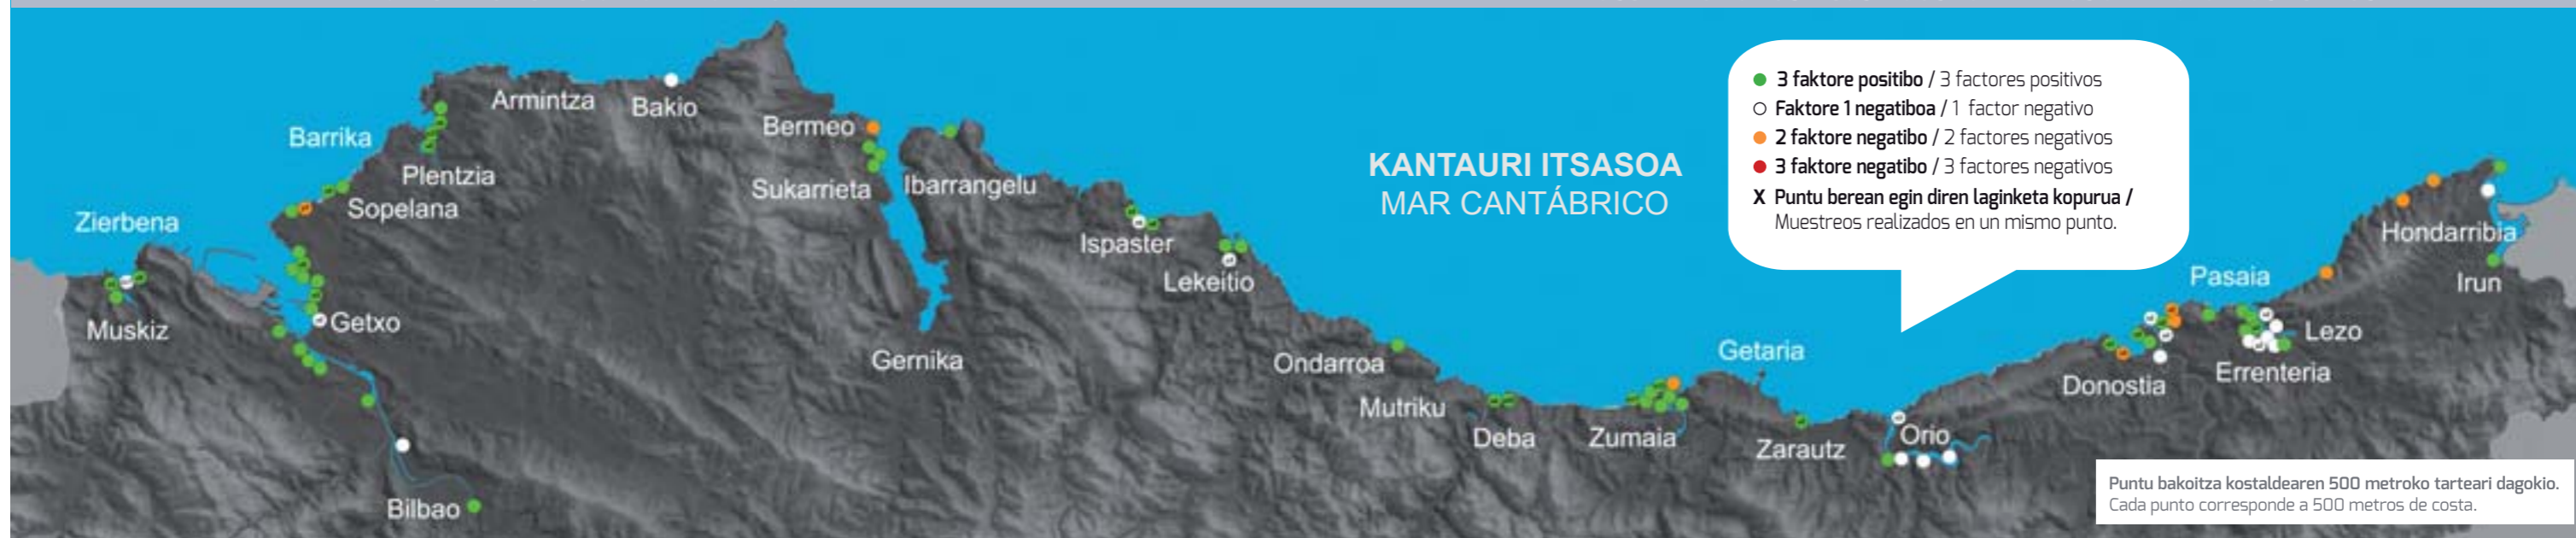 3 faktore positibo / 3 factores positivos
Faktore 1 negatiboa / 1 factor negativo
2 faktore negatibo / 2 factores negativos
3 faktore negatibo / 3 factores negativos
X Puntu berean egin diren laginketa kopurua /
Muestreos realizados en un mismo punto.
KANTAURI ITSASOA
MAR CANTÁBRICO
Zierbena
Muskiz
Barrika
Plentzia
Sopelana
Getxo
Bilbao
Armintza
Bakio
Bermeo
Sukarrieta
Ibarrangelu
Gernika
Ispaster
Lekeitio
Ondarroa
Mutriku
Deba
Zumaia
Getaria
Zarautz
Orio
Donostia
Pasaia
Lezo
Errenteria
Hondarribia
Irun
Puntu bakoitza kostaldearen 500 metroko tarteari dagokio.
Cada punto corresponde a 500 metros de costa.